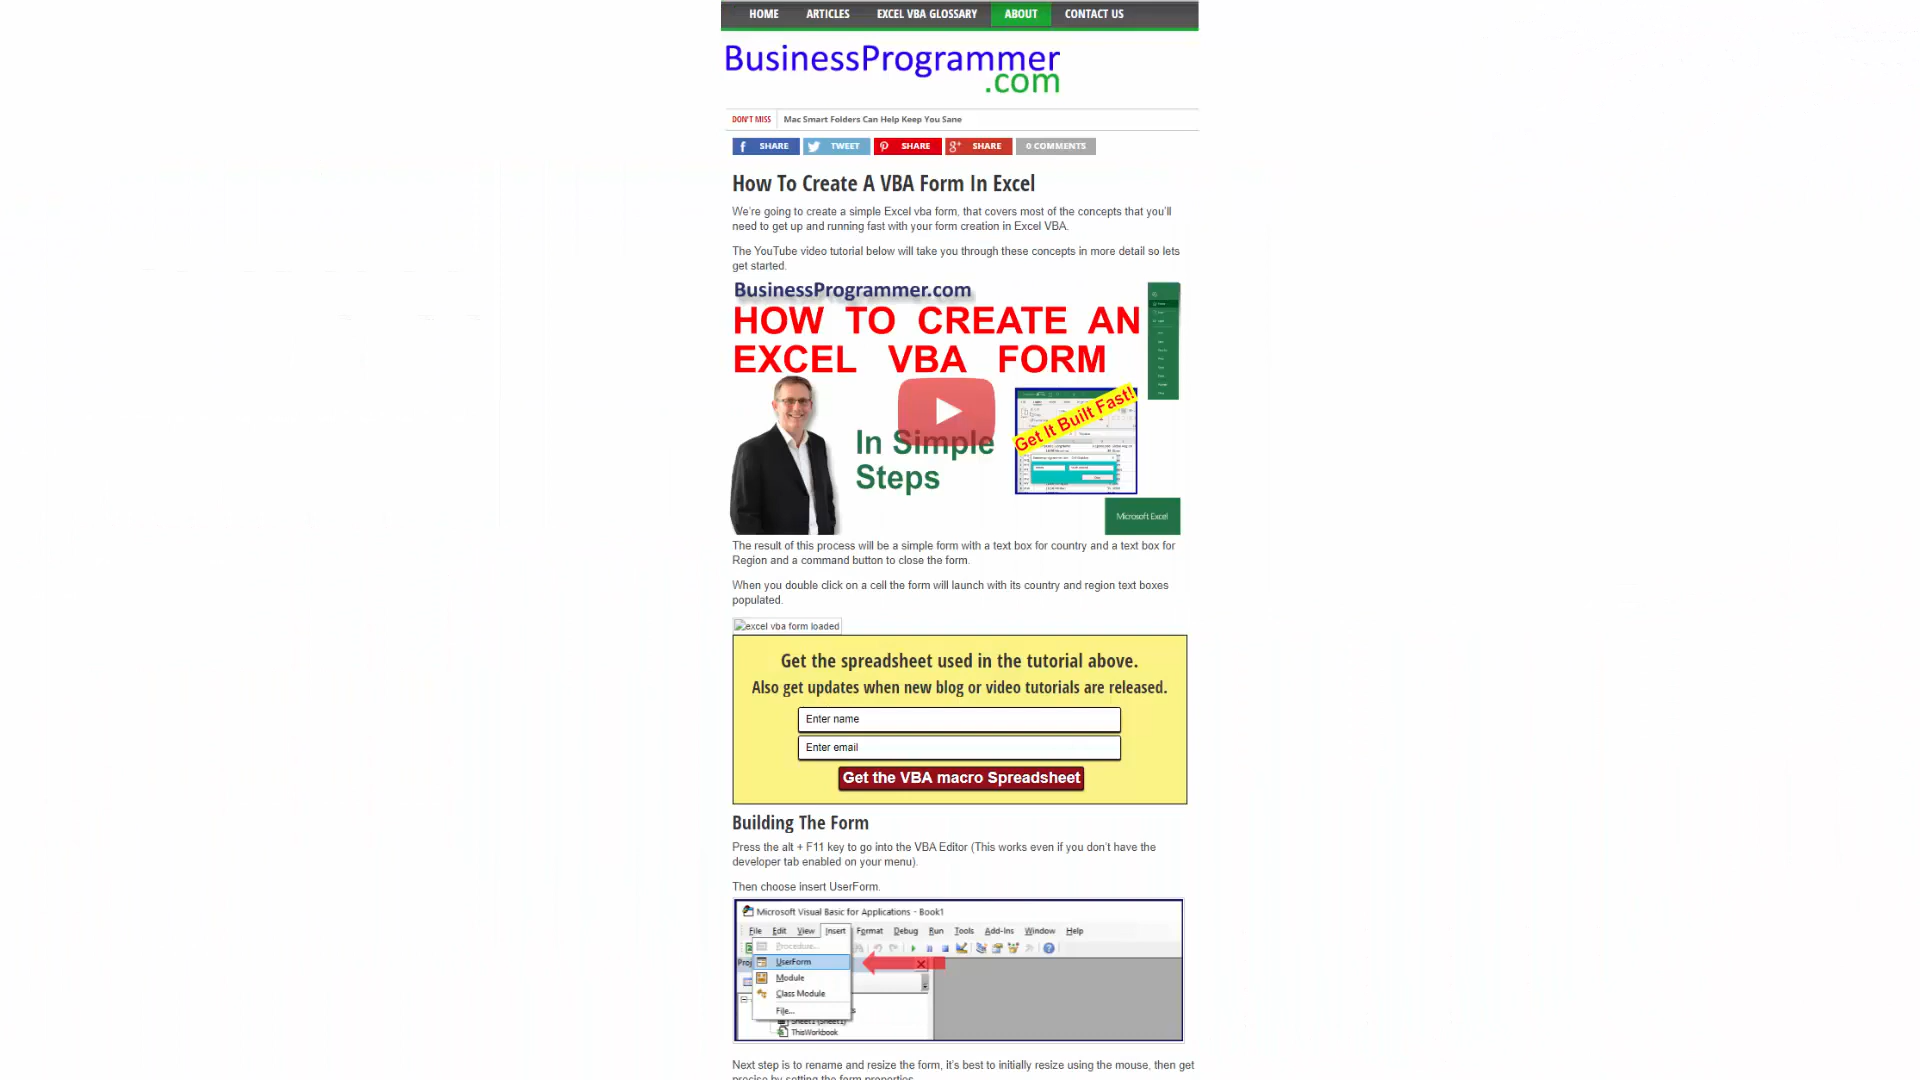 HOME ARTICLES EXCEL VBA GLOSSARY ABOUT CONTACT US
BusinessProgrammer
.com
DON'T MISS Mac Smart Folders Can Help Keep You Sane
SHARE TWEET SHARE SHARE 0 COMMENTS
How To Create A VBA Form In Excel
We're going to create a simple Excel vba form, that covers most of the concepts that you'll
need to get up and running fast with your form creation in Excel VBA.
The YouTube video tutorial below will take you through these concepts in more detail so lets
get started.
BusinessProgrammer.com
HOW TO CREATE AN
EXCEL VBA FORM
Get It Built Fast!
In Simple
Steps
Microsoft Excel
The result of this process will be a simple form with a text box for country and a text box for
Region and a command button to close the form.
When you double click on a cell the form will launch with its country and region text boxes
populated.
excel vba form loaded
Get the spreadsheet used in the tutorial above.
Also get updates when new blog or video tutorials are released.
Enter name
Enter email
Get the VBA macro Spreadsheet
Building The Form
Press the alt + F11 key to go into the VBA Editor (This works even if you don't have the
developer tab enabled on your menu).
Then choose insert UserForm.
Microsoft Visual Basic for Applications - Book1
File Edit View Insert Format Debug Run Tools Add-Ins Window Help
Procedure...
UserForm
Module
Class Module
File...
Sheet1 (Sheet1)
ThisWorkbook
Next step is to rename and resize the form, it's best to initially resize using the mouse, then get
precise by setting the form properties.